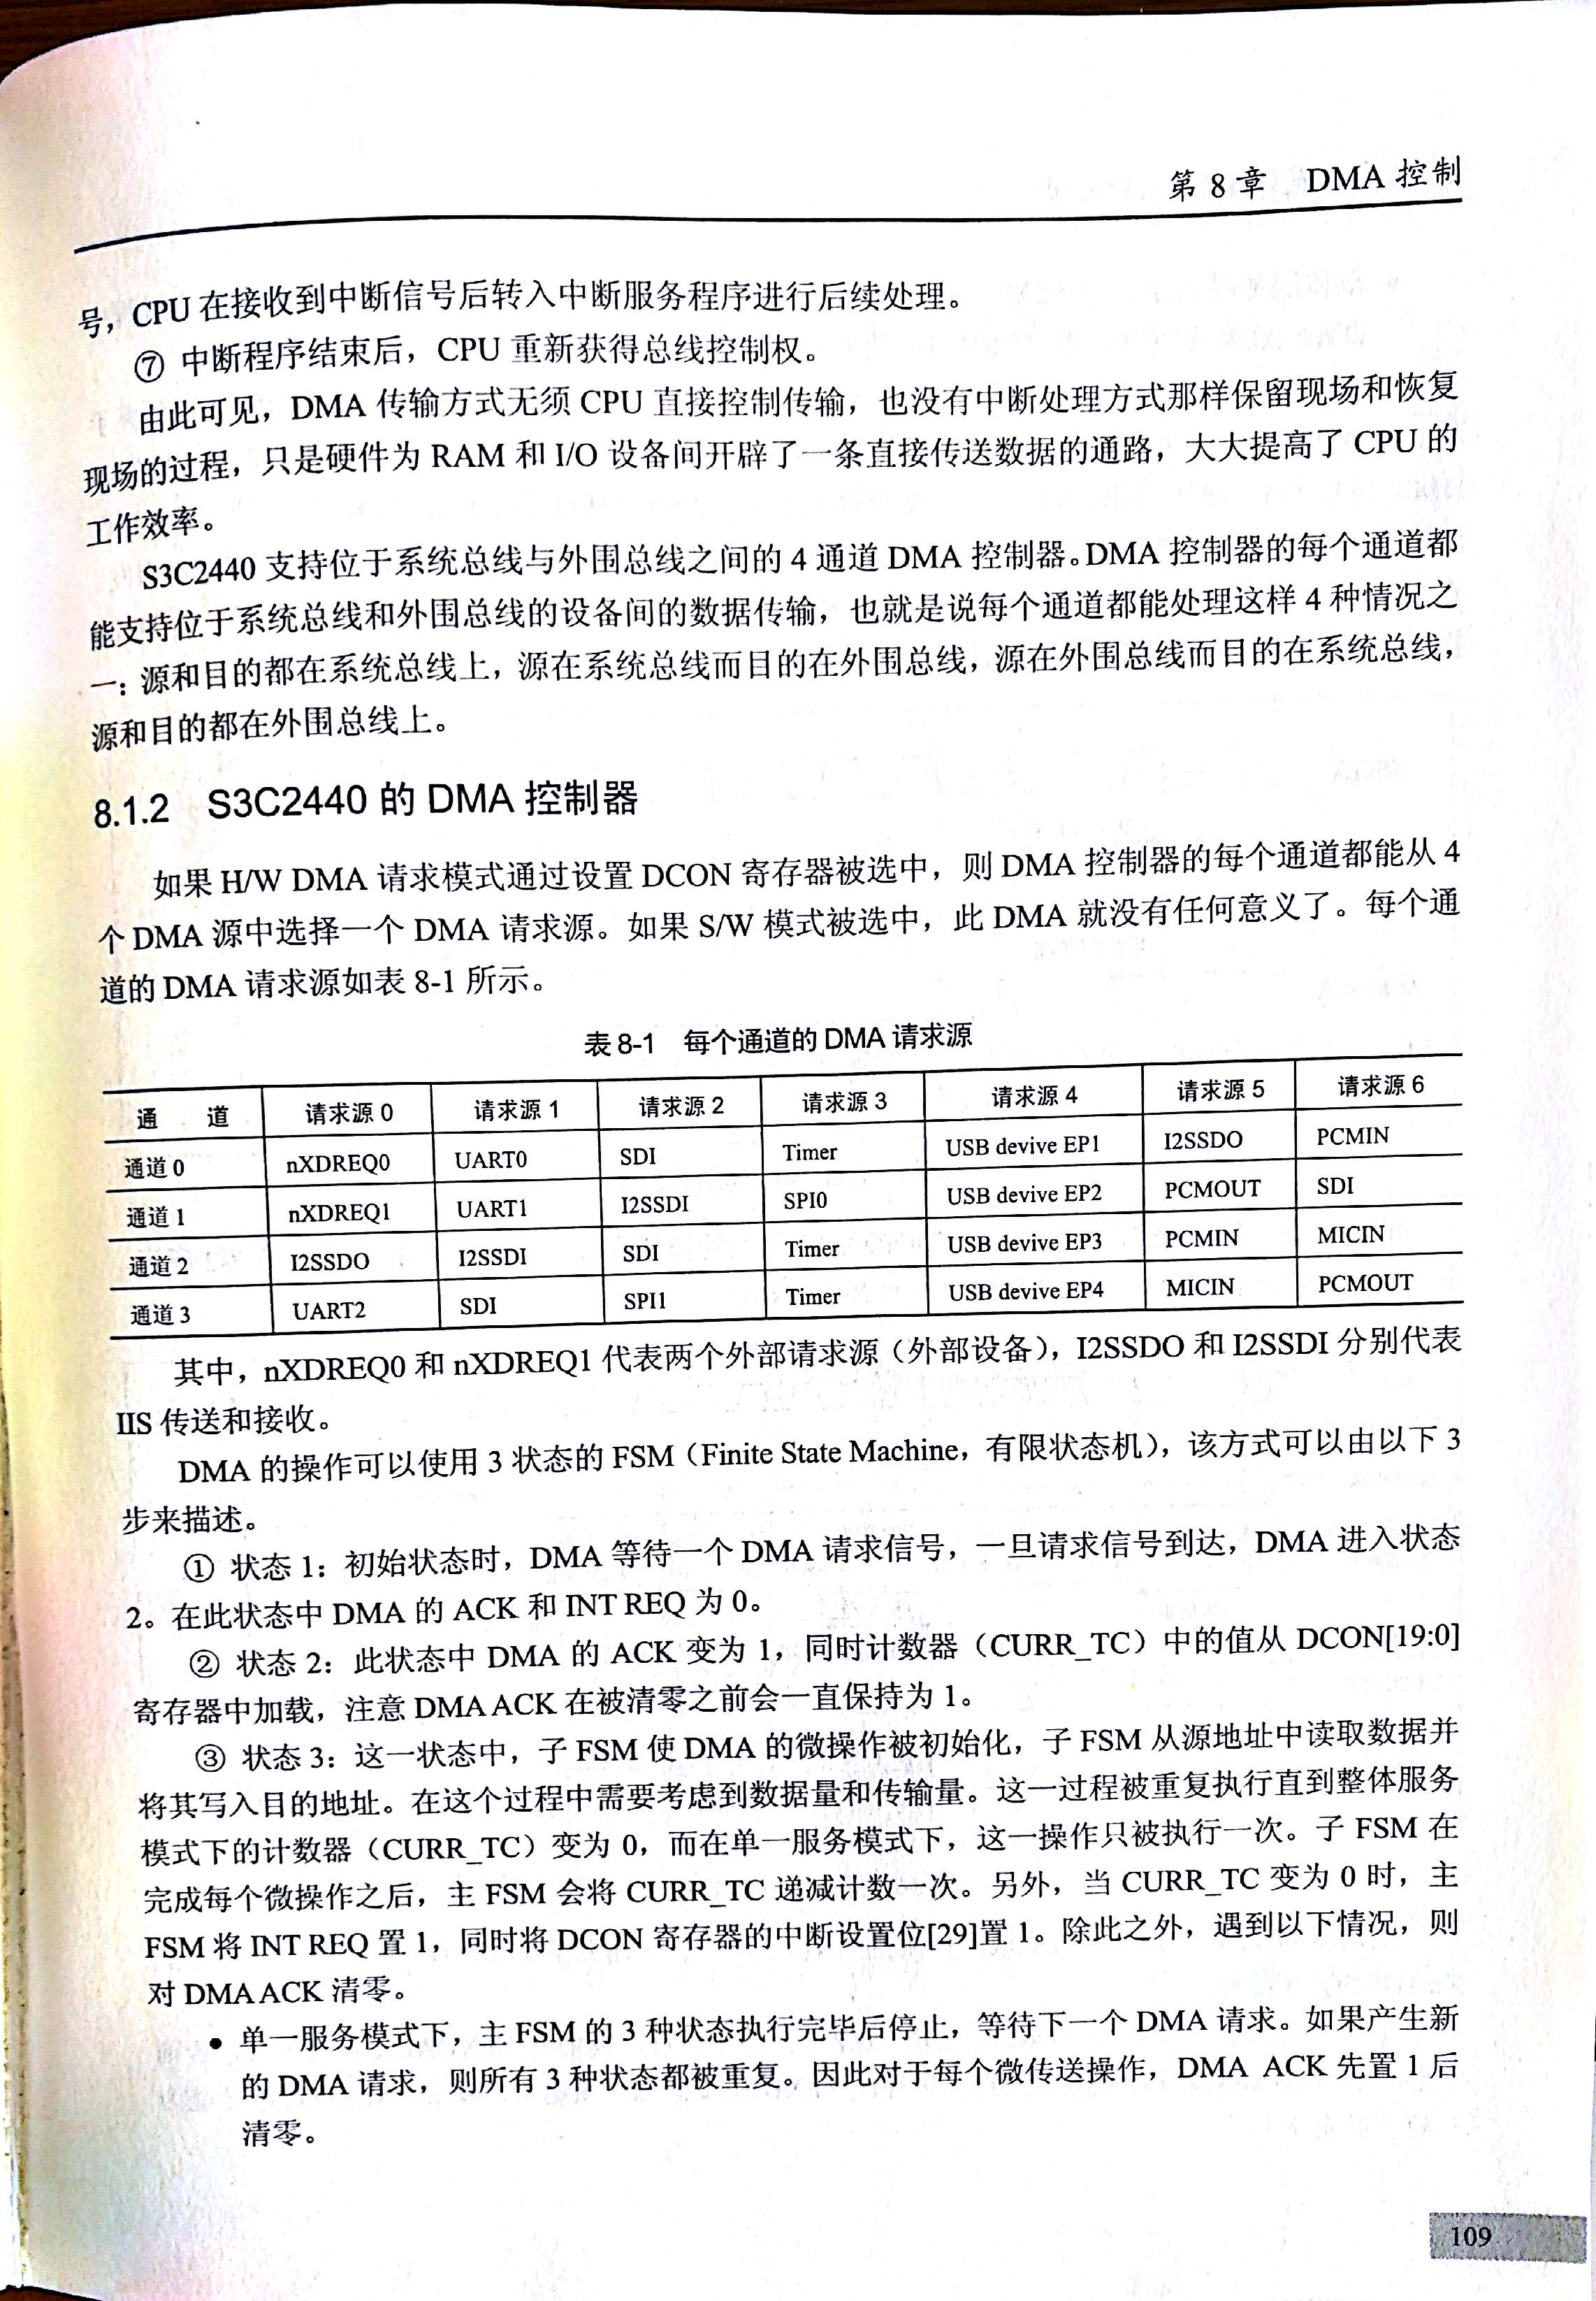 第 8 章 DMA 控制
号，CPU 在接收到中断信号后转入中断服务程序进行后续处理。
⑦ 中断程序结束后，CPU 重新获得总线控制权。
由此可见，DMA 传输方式无须 CPU 直接控制传输，也没有中断处理方式那样保留现场和恢复
现场的过程，只是硬件为 RAM 和 I/O 设备间开辟了一条直接传送数据的通路，大大提高了 CPU 的
工作效率。
S3C2440 支持位于系统总线与外围总线之间的 4 通道 DMA 控制器。DMA 控制器的每个通道都
能支持位于系统总线和外围总线的设备间的数据传输，也就是说每个通道都能处理这样 4 种情况之
一：源和目的都在系统总线上，源在系统总线而目的在外围总线，源在外围总线而目的在系统总线，
源和目的都在外围总线上。
8.1.2 S3C2440 的 DMA 控制器
如果 H/W DMA 请求模式通过设置 DCON 寄存器被选中，则 DMA 控制器的每个通道都能从 4
个 DMA 源中选择一个 DMA 请求源。如果 S/W 模式被选中，此 DMA 就没有任何意义了。每个通
道的 DMA 请求源如表 8-1 所示。
表 8-1 每个通道的 DMA 请求源
通 道 请求源 0 请求源 1 请求源 2 请求源 3 请求源 4 请求源 5 请求源 6
通道 0 nXDREQ0 UART0 SDI Timer USB devive EP1 I2SSDO PCMIN
通道 1 nXDREQ1 UART1 I2SSDI SPI0 USB devive EP2 PCMOUT SDI
通道 2 I2SSDO I2SSDI SDI Timer USB devive EP3 PCMIN MICIN
通道 3 UART2 SDI SPI1 Timer USB devive EP4 MICIN PCMOUT
其中，nXDREQ0 和 nXDREQ1 代表两个外部请求源（外部设备），I2SSDO 和 I2SSDI 分别代表
IIS 传送和接收。
DMA 的操作可以使用 3 状态的 FSM（Finite State Machine，有限状态机），该方式可以由以下 3
步来描述。
① 状态 1：初始状态时，DMA 等待一个 DMA 请求信号，一旦请求信号到达，DMA 进入状态
2。在此状态中 DMA 的 ACK 和 INT REQ 为 0。
② 状态 2：此状态中 DMA 的 ACK 变为 1，同时计数器（CURR_TC）中的值从 DCON[19:0]
寄存器中加载，注意 DMA ACK 在被清零之前会一直保持为 1。
③ 状态 3：这一状态中，子 FSM 使 DMA 的微操作被初始化，子 FSM 从源地址中读取数据并
将其写入目的地址。在这个过程中需要考虑到数据量和传输量。这一过程被重复执行直到整体服务
模式下的计数器（CURR_TC）变为 0，而在单一服务模式下，这一操作只被执行一次。子 FSM 在
完成每个微操作之后，主 FSM 会将 CURR_TC 递减计数一次。另外，当 CURR_TC 变为 0 时，主
FSM 将 INT REQ 置 1，同时将 DCON 寄存器的中断设置位[29]置 1。除此之外，遇到以下情况，则
对 DMA ACK 清零。
• 单一服务模式下，主 FSM 的 3 种状态执行完毕后停止，等待下一个 DMA 请求。如果产生新
的 DMA 请求，则所有 3 种状态都被重复。因此对于每个微传送操作，DMA ACK 先置 1 后
清零。
109